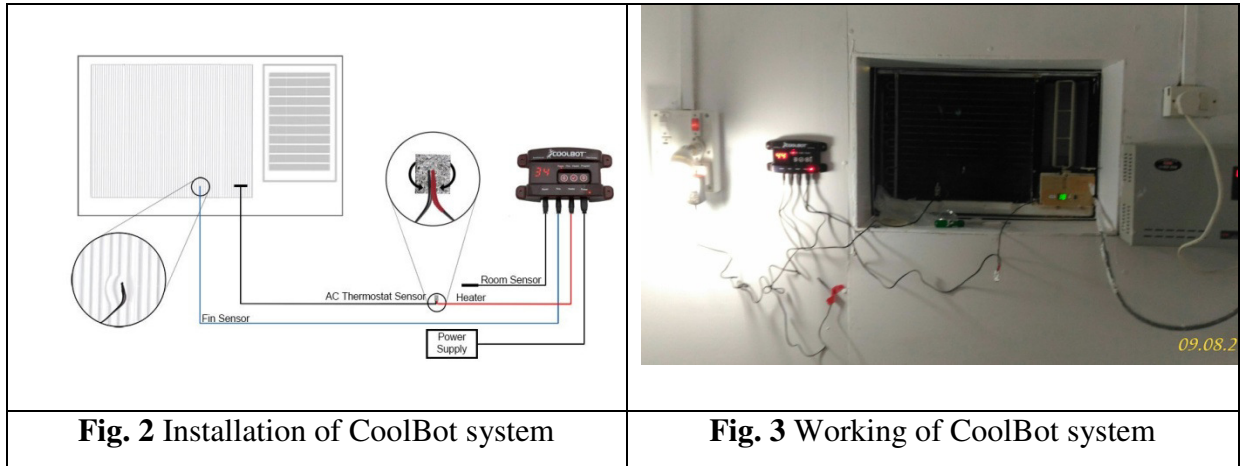 COOLBOT
34
Room Sensor
AC Thermostat Sensor
Heater
Fin Sensor
Power
Supply
COOLBOT
09.08.2
Fig. 2 Installation of CoolBot system
Fig. 3 Working of CoolBot system